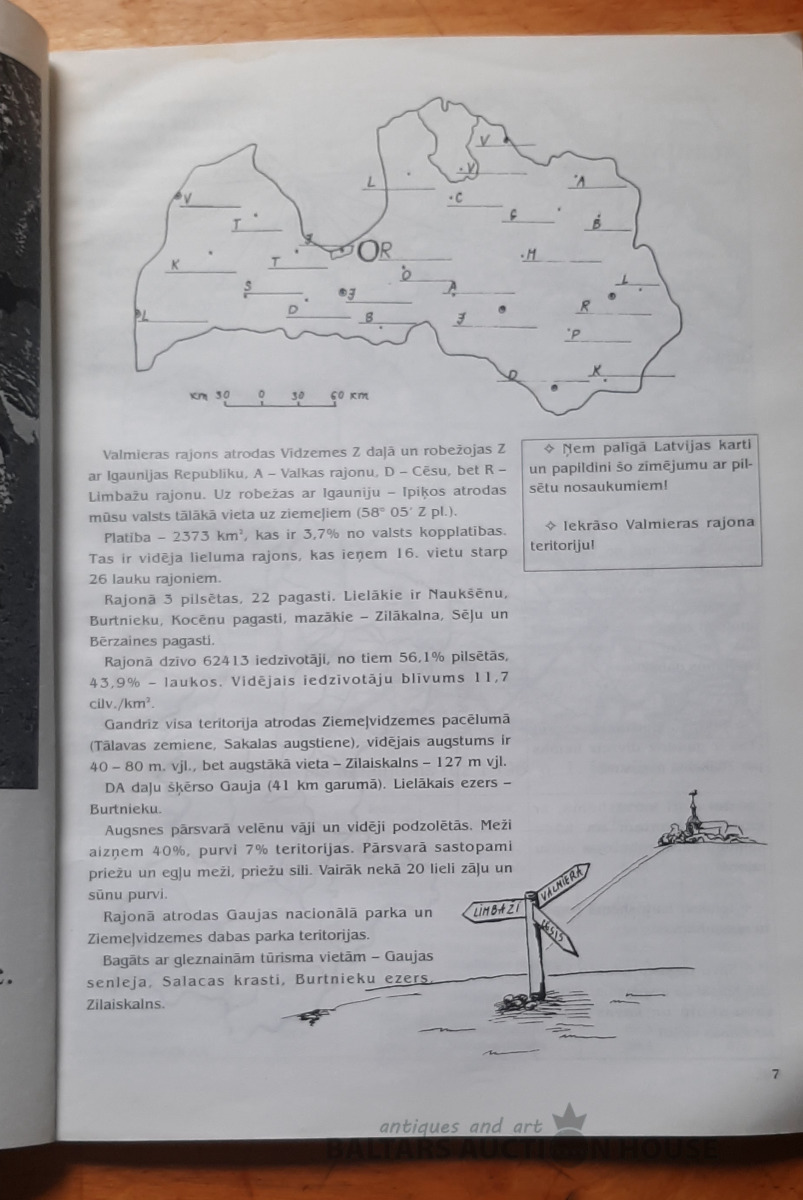 V
V
L
A
V
C
T
G
B
J
OR
K
T
M
O
S
J
A
L
D
R
L
B
J
P
D
K
KM 30 0 30 60 KM
Valmieras rajons atrodas Vidzemes Z daļā un robežojas Z
ar Igaunijas Republiku, A – Valkas rajonu, D – Cēsu, bet R –
Limbažu rajonu. Uz robežas ar Igauniju – Ipiķos atrodas
mūsu valsts tālākā vieta uz ziemeļiem (58° 05′ Z pl.).
Platība – 2373 km², kas ir 3,7% no valsts kopplatības.
Tas ir vidēja lieluma rajons, kas ieņem 16. vietu starp
26 lauku rajoniem.
Rajonā 3 pilsētas, 22 pagasti. Lielākie ir Naukšēnu,
Burtnieku, Kocēnu pagasti, mazākie – Zilākalna, Sēļu un
Bērzaines pagasti.
Rajonā dzīvo 62413 iedzīvotāji, no tiem 56,1% pilsētās,
43,9% – laukos. Vidējais iedzīvotāju blīvums 11,7
cilv./km².
Gandrīz visa teritorija atrodas Ziemeļvidzemes pacēlumā
(Tālavas zemiene, Sakalas augstiene), vidējais augstums ir
40 – 80 m. vjl., bet augstākā vieta – Zilaiskalns – 127 m vjl.
DA daļu šķērso Gauja (41 km garumā). Lielākais ezers –
Burtnieku.
Augsnes pārsvarā velēnu vāji un vidēji podzolētās. Meži
aizņem 40%, purvi 7% teritorijas. Pārsvarā sastopami
priežu un egļu meži, priežu sili. Vairāk nekā 20 lieli zāļu un
sūnu purvi.
Rajonā atrodas Gaujas nacionālā parka un
Ziemeļvidzemes dabas parka teritorijas.
Bagāts ar gleznainām tūrisma vietām – Gaujas
senleja, Salacas krasti, Burtnieku ezers,
Zilaiskalns.
✧ Ņem palīgā Latvijas karti
un papildini šo zīmējumu ar pil-
sētu nosaukumiem!
✧ Iekrāso Valmieras rajona
teritoriju!
VALMIERA
LIMBAŽI
CĒSIS
7
antiques and art
BALTARS AUCTION HOUSE